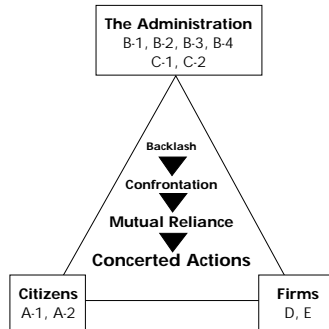 The Administration
B-1, B-2, B-3, B-4
C-1, C-2
Backlash
Confrontation
Mutual Reliance
Concerted Actions
Citizens
A-1, A-2
Firms
D, E